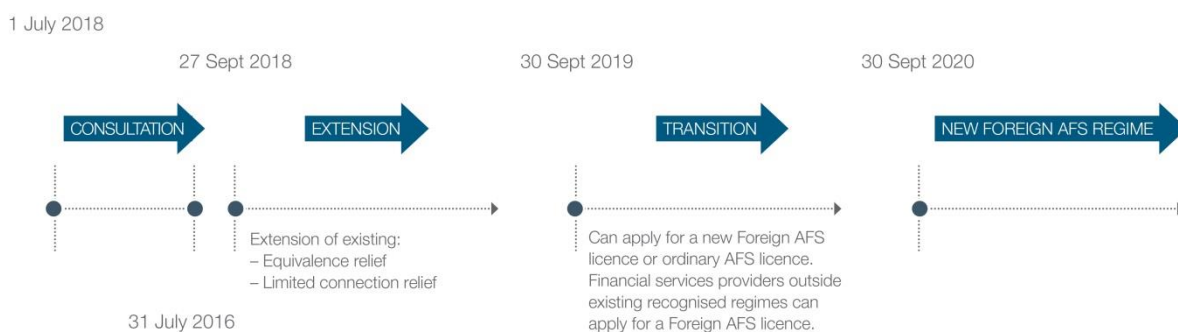 1 July 2018
27 Sept 2018
30 Sept 2019
30 Sept 2020
CONSULTATION
EXTENSION
TRANSITION
NEW FOREIGN AFS REGIME
Extension of existing:
– Equivalence relief
– Limited connection relief
Can apply for a new Foreign AFS
licence or ordinary AFS licence.
Financial services providers outside
existing recognised regimes can
apply for a Foreign AFS licence.
31 July 2016